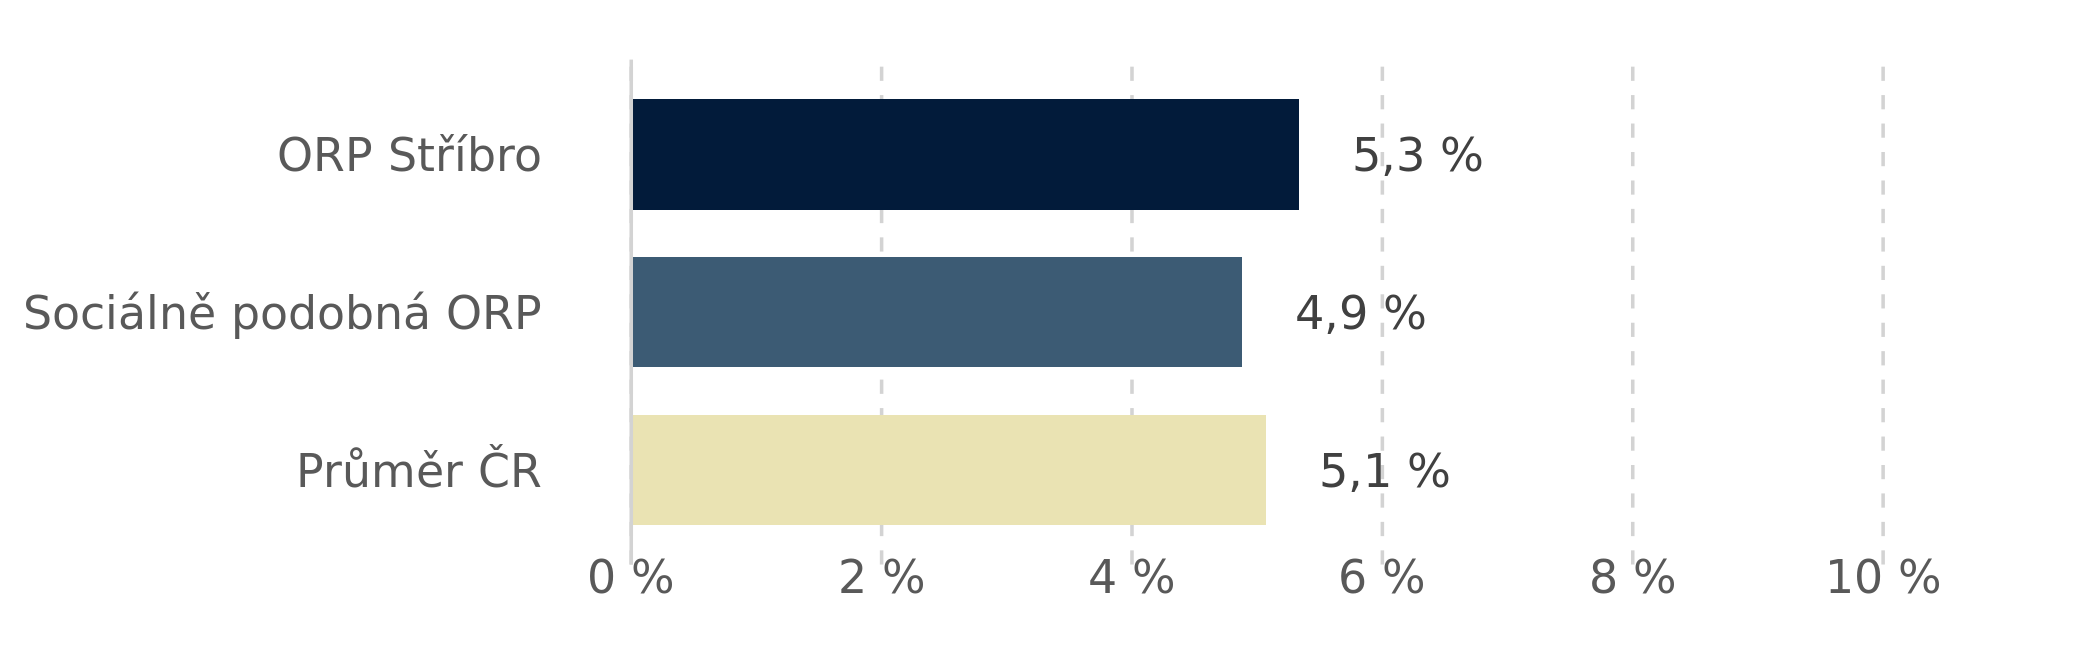 ORP Stříbro 5,3 %
Sociálně podobná ORP 4,9 %
Průměr ČR 5,1 %
0 % 2 % 4 % 6 % 8 % 10 %